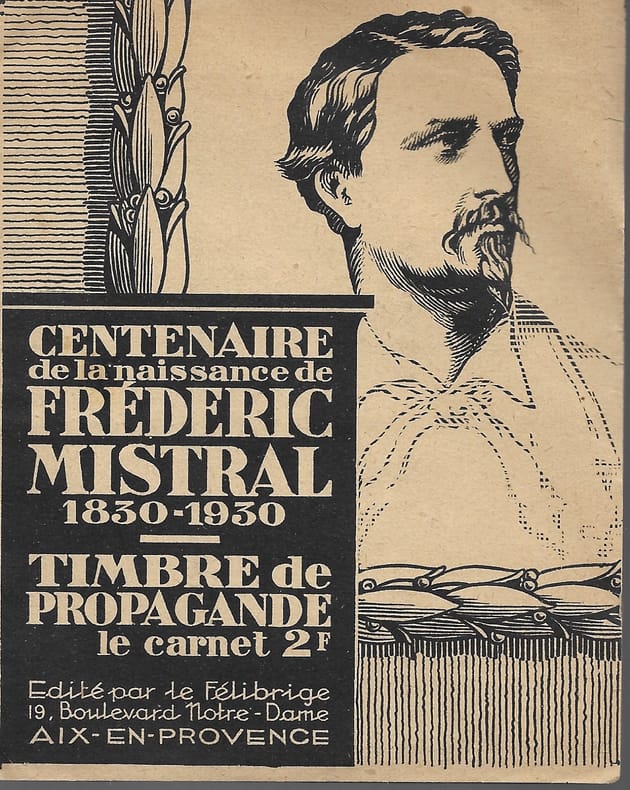 CENTENAIRE
de la naissance de
FRÉDERIC
MISTRAL
1830-1930
TIMBRE de
PROPAGANDE
le carnet 2F
Edité par le Félibrige
19, Boulevard Notre-Dame
AIX-EN-PROVENCE